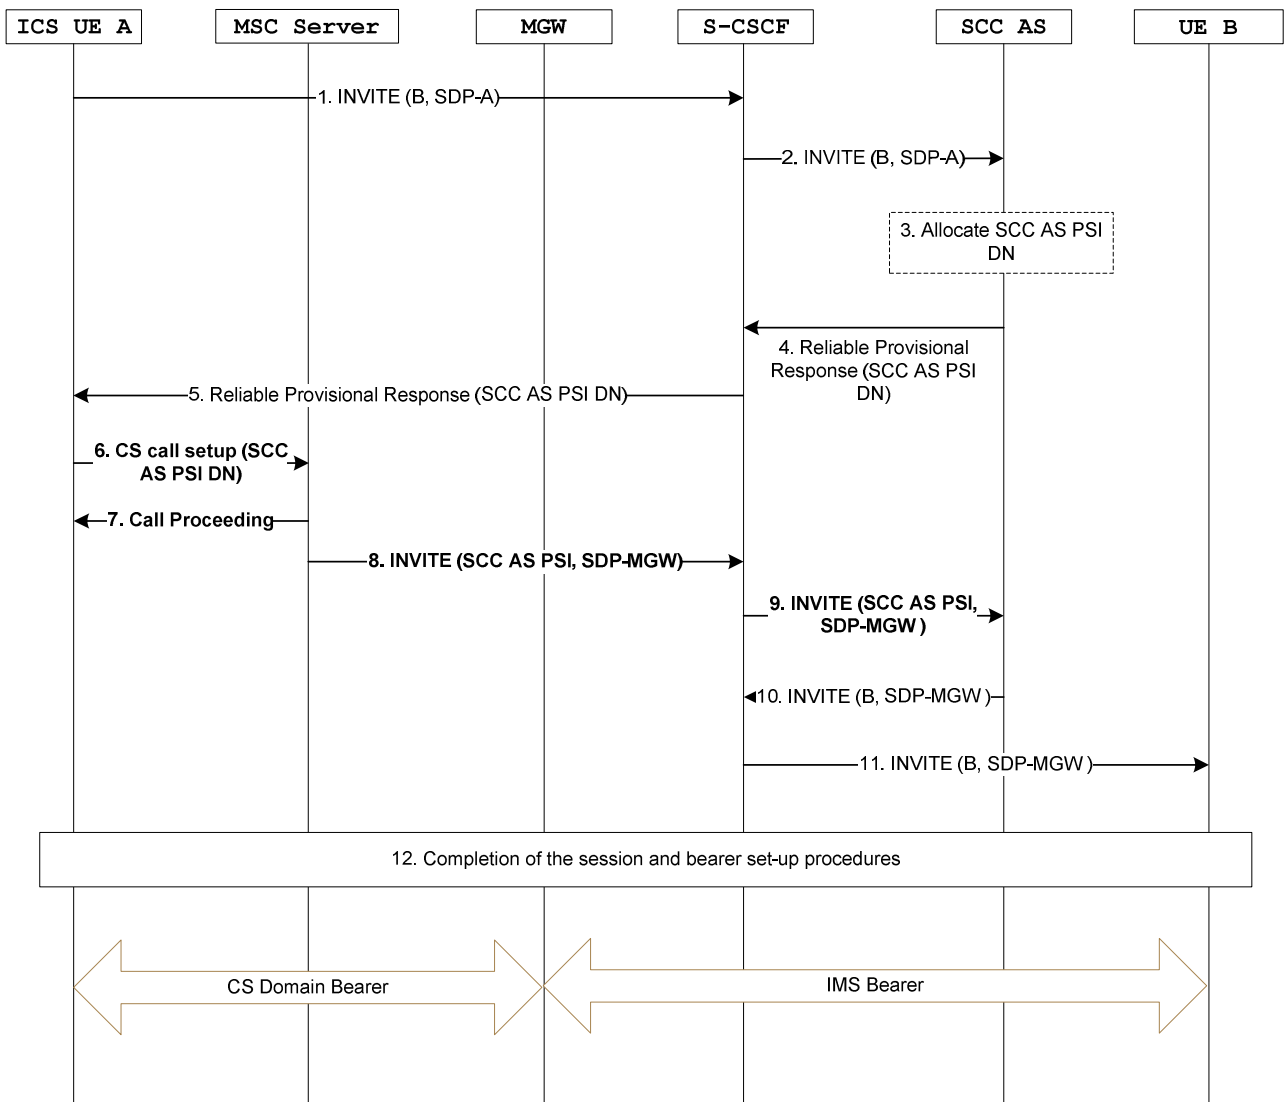 ICS UE A
MSC Server
MGW
S-CSCF
SCC AS
UE B
1. INVITE (B, SDP-A)
2. INVITE (B, SDP-A)
3. Allocate SCC AS PSI
DN
4. Reliable Provisional
Response (SCC AS PSI
DN)
5. Reliable Provisional Response (SCC AS PSI DN)
6. CS call setup (SCC
AS PSI DN)
7. Call Proceeding
8. INVITE (SCC AS PSI, SDP-MGW)
9. INVITE (SCC AS PSI,
SDP-MGW)
10. INVITE (B, SDP-MGW)
11. INVITE (B, SDP-MGW)
12. Completion of the session and bearer set-up procedures
CS Domain Bearer
IMS Bearer